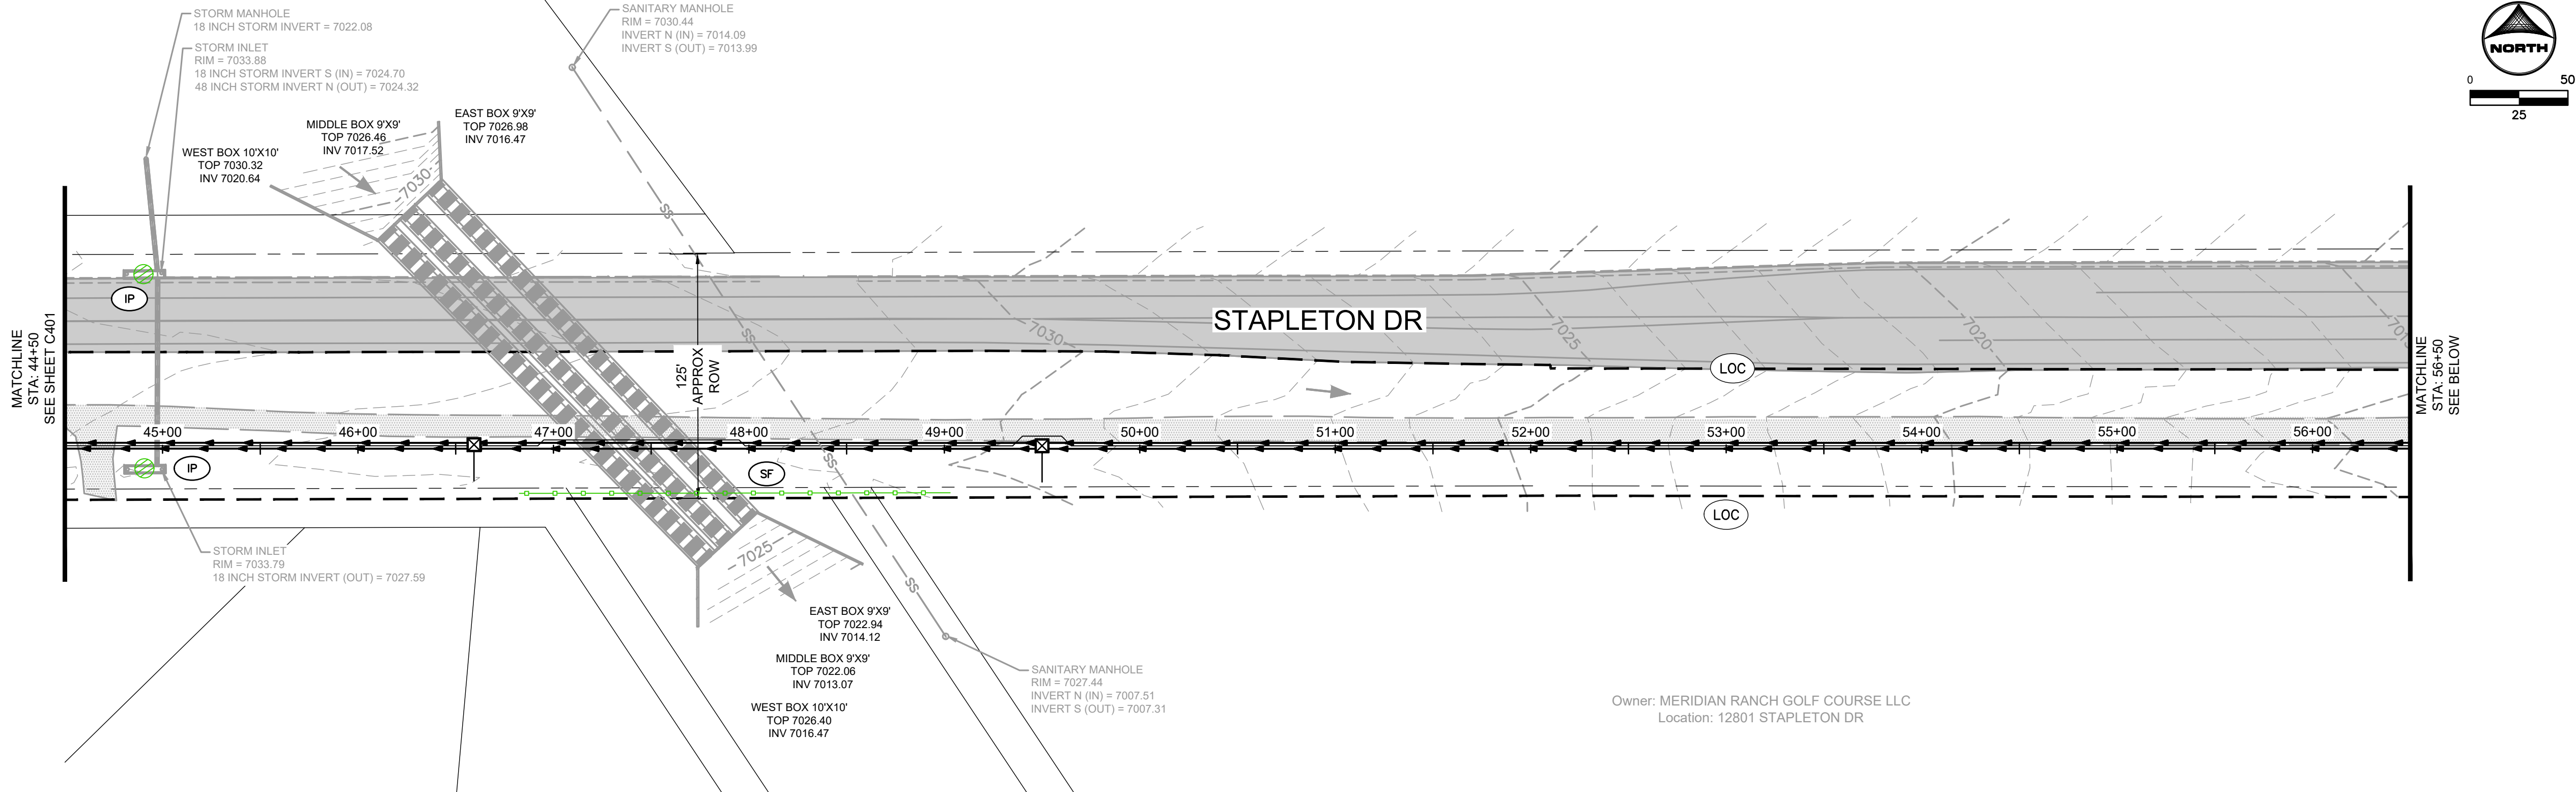 STORM MANHOLE
18 INCH STORM INVERT = 7022.08
STORM INLET
RIM = 7033.88
18 INCH STORM INVERT S (IN) = 7024.70
48 INCH STORM INVERT N (OUT) = 7024.32
SANITARY MANHOLE
RIM = 7030.44
INVERT N (IN) = 7014.09
INVERT S (OUT) = 7013.99
NORTH
0
50
25
WEST BOX 10'X10'
TOP 7030.32
INV 7020.64
MIDDLE BOX 9'X9'
TOP 7026.46
INV 7017.52
EAST BOX 9'X9'
TOP 7026.98
INV 7016.47
7030
SS
IP
STAPLETON DR
7030
7025
7020
701
SS
125'
APPROX
ROW
LOC
MATCHLINE
STA: 44+50
SEE SHEET C401
MATCHLINE
STA: 56+50
SEE BELOW
45+00
46+00
47+00
48+00
49+00
50+00
51+00
52+00
53+00
54+00
55+00
56+00
IP
SF
SS
LOC
STORM INLET
RIM = 7033.79
18 INCH STORM INVERT (OUT) = 7027.59
7025
SS
EAST BOX 9'X9'
TOP 7022.94
INV 7014.12
MIDDLE BOX 9'X9'
TOP 7022.06
INV 7013.07
WEST BOX 10'X10'
TOP 7026.40
INV 7016.47
SANITARY MANHOLE
RIM = 7027.44
INVERT N (IN) = 7007.51
INVERT S (OUT) = 7007.31
Owner: MERIDIAN RANCH GOLF COURSE LLC
Location: 12801 STAPLETON DR